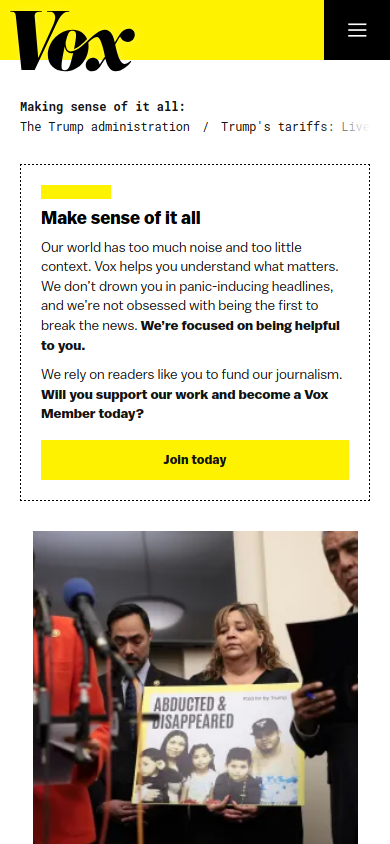 Vox
Making sense of it all:
The Trump administration / Trump's tariffs: Live
Make sense of it all
Our world has too much noise and too little
context. Vox helps you understand what matters.
We don't drown you in panic-inducing headlines,
and we're not obsessed with being the first to
break the news. We're focused on being helpful
to you.
We rely on readers like you to fund our journalism.
Will you support our work and become a Vox
Member today?
Join today
ABDUCTED &
DISAPPEARED